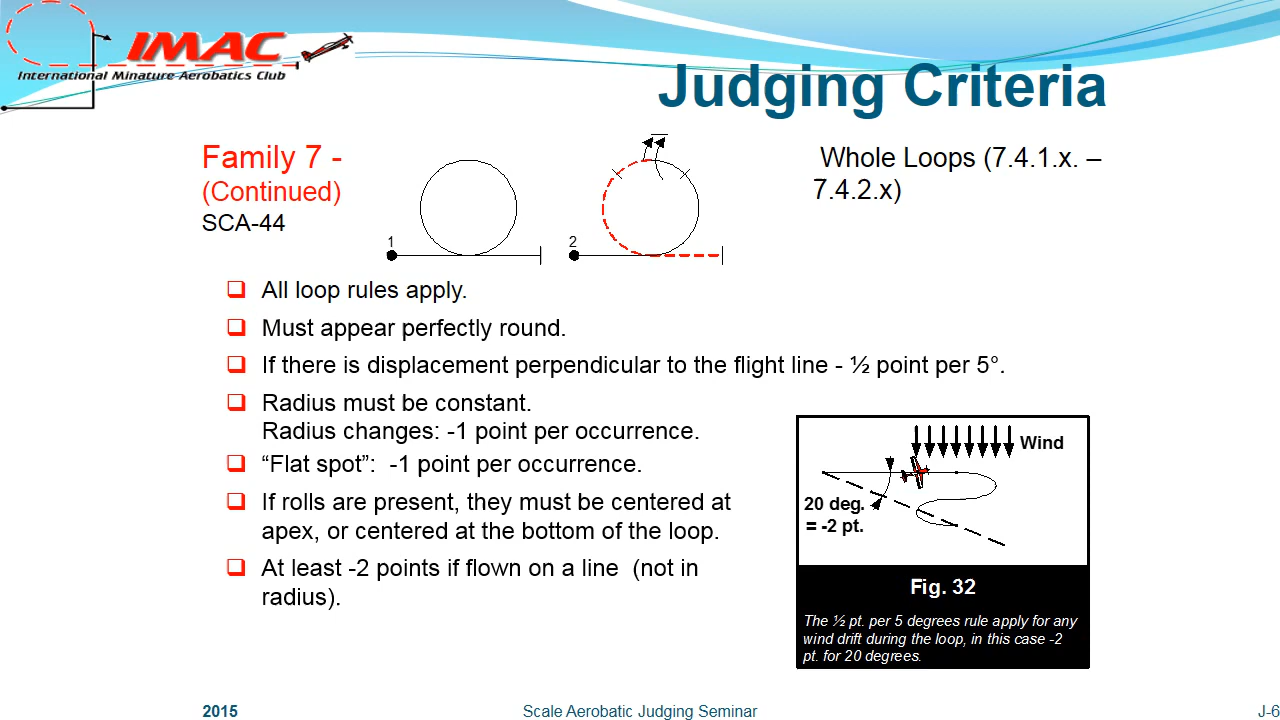 IMAC
International Minature Aerobatics Club
Judging Criteria
Family 7 -
(Continued)
SCA-44
1
2
Whole Loops (7.4.1.x. –
7.4.2.x)
All loop rules apply.
Must appear perfectly round.
If there is displacement perpendicular to the flight line - ½ point per 5°.
Radius must be constant.
Radius changes: -1 point per occurrence.
“Flat spot”: -1 point per occurrence.
If rolls are present, they must be centered at
apex, or centered at the bottom of the loop.
At least -2 points if flown on a line (not in
radius).
Wind
20 deg.
= -2 pt.
Fig. 32
The ½ pt. per 5 degrees rule apply for any
wind drift during the loop, in this case -2
pt. for 20 degrees.
2015
Scale Aerobatic Judging Seminar
J-6